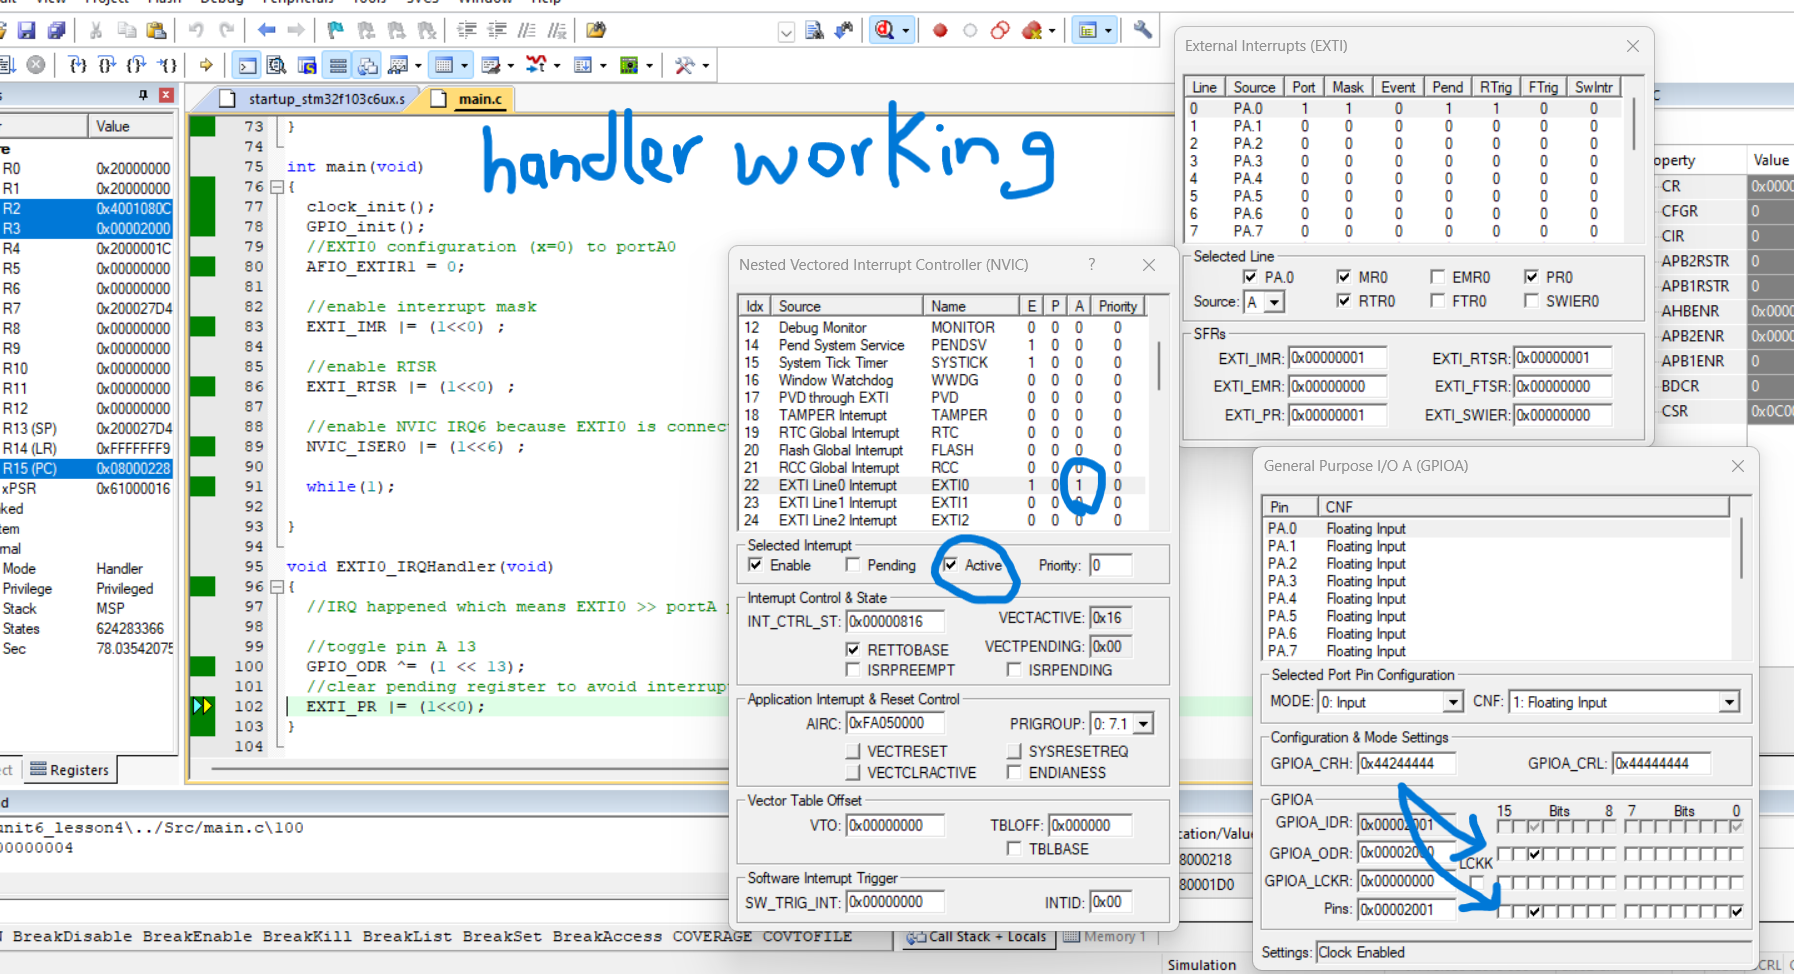 Project
Flash
Debug
Peripherals
Tools
SVCS
Window
Help
startup_stm32f103c6ux.s
main.c
handler working
Value
R0 0x20000000
R1 0x20000000
R2 0x4001080C
R3 0x00002000
R4 0x2000001C
R5 0x00000000
R6 0x00000000
R7 0x200027D4
R8 0x00000000
R9 0x00000000
R10 0x00000000
R11 0x00000000
R12 0x00000000
R13 (SP) 0x200027D4
R14 (LR) 0xFFFFFFF9
R15 (PC) 0x08000228
xPSR 0x61000016
Mode Handler
Privilege Privileged
Stack MSP
States 624283366
Sec 78.03542075
Registers
73 }
74
75 int main(void)
76 {
77 clock_init();
78 GPIO_init();
79 //EXTI0 configuration (x=0) to portA0
80 AFIO_EXTIR1 = 0;
81
82 //enable interrupt mask
83 EXTI_IMR |= (1<<0) ;
84
85 //enable RTSR
86 EXTI_RTSR |= (1<<0) ;
87
88 //enable NVIC IRQ6 because EXTI0 is connec
89 NVIC_ISER0 |= (1<<6) ;
90
91 while(1);
92
93 }
94
95 void EXTI0_IRQHandler(void)
96 {
97 //IRQ happened which means EXTI0 >> portA
98
99 //toggle pin A 13
100 GPIO_ODR ^= (1 << 13);
101 //clear pending register to avoid interrup
102 EXTI_PR |= (1<<0);
103 }
104
unit6_lesson4\../Src/main.c\100
00000004
BreakDisable BreakEnable BreakKill BreakList BreakSet BreakAccess COVERAGE COVTOFILE
Nested Vectored Interrupt Controller (NVIC) ?
Idx Source Name E P A Priority
12 Debug Monitor MONITOR 0 0 0 0
14 Pend System Service PENDSV 1 0 0 0
15 System Tick Timer SYSTICK 1 0 0 0
16 Window Watchdog WWDG 0 0 0 0
17 PVD through EXTI PVD 0 0 0 0
18 TAMPER Interrupt TAMPER 0 0 0 0
19 RTC Global Interrupt RTC 0 0 0 0
20 Flash Global Interrupt FLASH 0 0 0 0
21 RCC Global Interrupt RCC 0 0 0 0
22 EXTI Line0 Interrupt EXTI0 1 0 1 0
23 EXTI Line1 Interrupt EXTI1 0 0 0 0
24 EXTI Line2 Interrupt EXTI2 0 0 0 0
Selected Interrupt
Enable Pending Active Priority: 0
Interrupt Control & State
INT_CTRL_ST: 0x00000816 VECTACTIVE: 0x16
RETTOBASE VECTPENDING: 0x00
ISRPREEMPT ISRPENDING
Application Interrupt & Reset Control
AIRC: 0xFA050000 PRIGROUP: 0: 7.1
VECTRESET SYSRESETREQ
VECTCLRACTIVE ENDIANESS
Vector Table Offset
VTO: 0x00000000 TBLOFF: 0x000000
TBLBASE
Software Interrupt Trigger
SW_TRIG_INT: 0x00000000 INTID: 0x00
Call Stack + Locals
Memory 1
Simulation
External Interrupts (EXTI)
Line Source Port Mask Event Pend RTrig FTrig SwIntr
0 PA.0 1 1 0 1 1 0 0
1 PA.1 0 0 0 0 0 0 0
2 PA.2 0 0 0 0 0 0 0
3 PA.3 0 0 0 0 0 0 0
4 PA.4 0 0 0 0 0 0 0
5 PA.5 0 0 0 0 0 0 0
6 PA.6 0 0 0 0 0 0 0
7 PA.7 0 0 0 0 0 0 0
Selected Line
PA.0 MR0 EMR0 PR0
Source: A RTR0 FTR0 SWIER0
SFRs
EXTI_IMR: 0x00000001 EXTI_RTSR: 0x00000001
EXTI_EMR: 0x00000000 EXTI_FTSR: 0x00000000
EXTI_PR: 0x00000001 EXTI_SWIER: 0x00000000
operty Value
CR 0x0000
CFGR 0
CIR 0
APB2RSTR 0
APB1RSTR 0
AHBENR 0x0000
APB2ENR 0x0000
APB1ENR 0
BDCR 0
CSR 0x0C00
cation/Valu
8000218
80001D0
General Purpose I/O A (GPIOA)
Pin CNF
PA.0 Floating Input
PA.1 Floating Input
PA.2 Floating Input
PA.3 Floating Input
PA.4 Floating Input
PA.5 Floating Input
PA.6 Floating Input
PA.7 Floating Input
Selected Port Pin Configuration
MODE: 0: Input CNF: 1: Floating Input
Configuration & Mode Settings
GPIOA_CRH: 0x44244444 GPIOA_CRL: 0x44444444
GPIOA 15 Bits 8 7 Bits 0
GPIOA_IDR: 0x00002001
GPIOA_ODR: 0x00002000
LCKK
GPIOA_LCKR: 0x00000000
Pins: 0x00002001
Settings: Clock Enabled